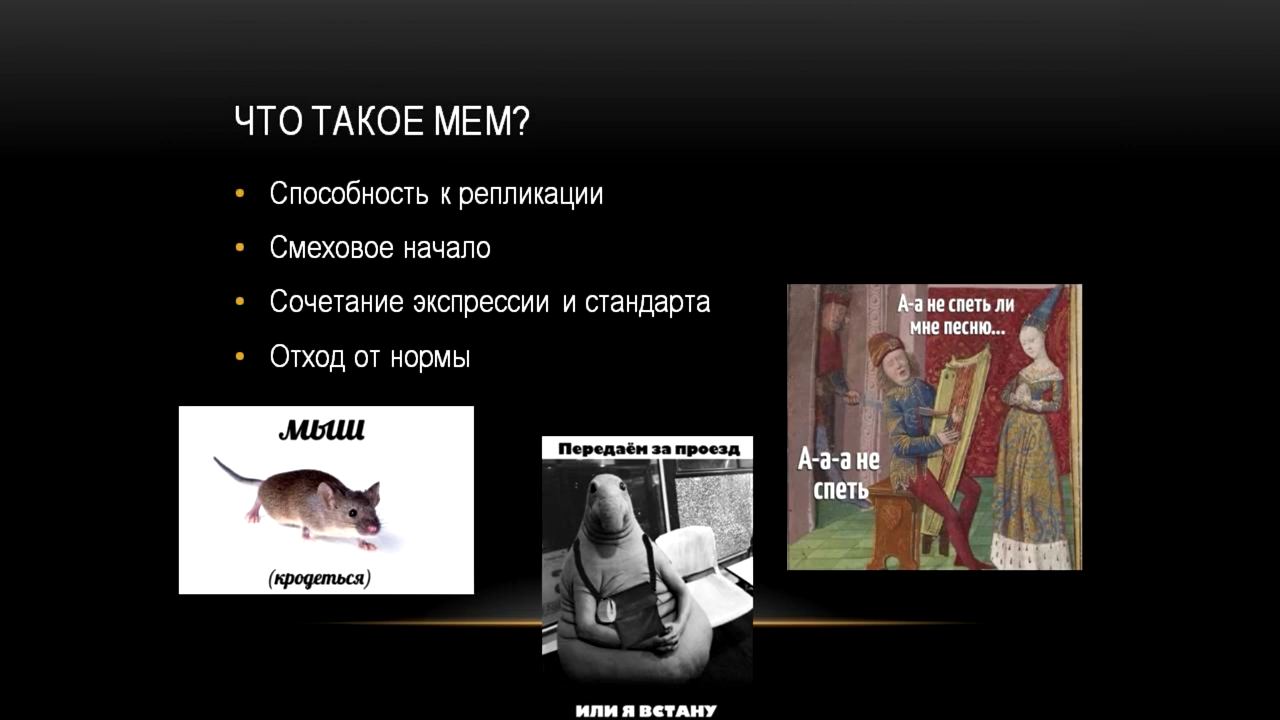 ЧТО ТАКОЕ МЕМ?
• Способность к репликации
• Смеховое начало
• Сочетание экспрессии и стандарта
• Отход от нормы
мыш
(кродеться)
Передаём за проезд
ИЛИ Я ВСТАНУ
А-а не спеть ли
мне песню...
А-а-а не
спеть